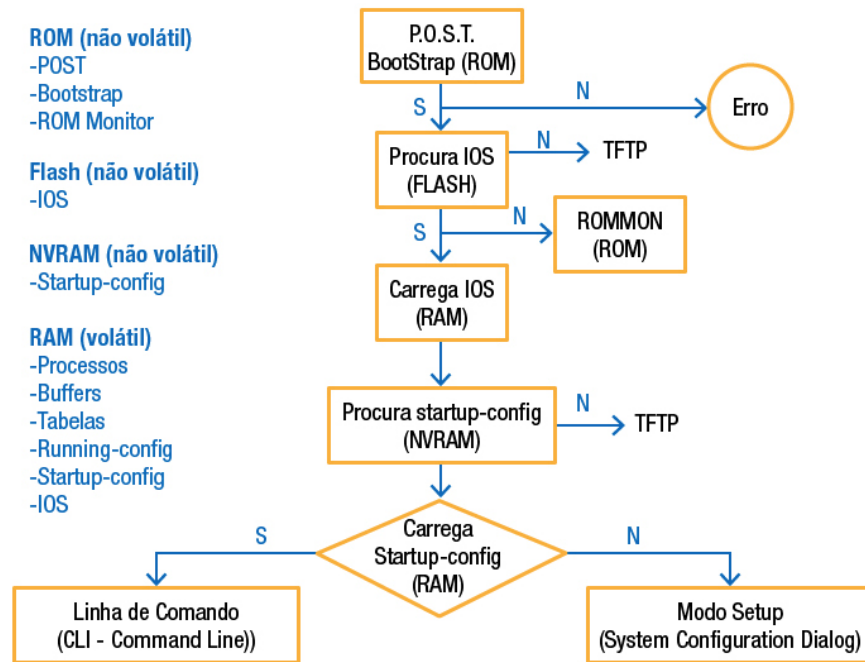 ROM (não volátil)
-POST
-Bootstrap
-ROM Monitor
Flash (não volátil)
-IOS
NVRAM (não volátil)
-Startup-config
RAM (volátil)
-Processos
-Buffers
-Tabelas
-Running-config
-Startup-config
-IOS
P.O.S.T.
BootStrap (ROM)
S
N
Erro
Procura IOS
(FLASH)
N
TFTP
S
N
ROMMON
(ROM)
Carrega IOS
(RAM)
Procura startup-config
(NVRAM)
N
TFTP
Carrega
Startup-config
(RAM)
S
N
Linha de Comando
(CLI - Command Line))
Modo Setup
(System Configuration Dialog)